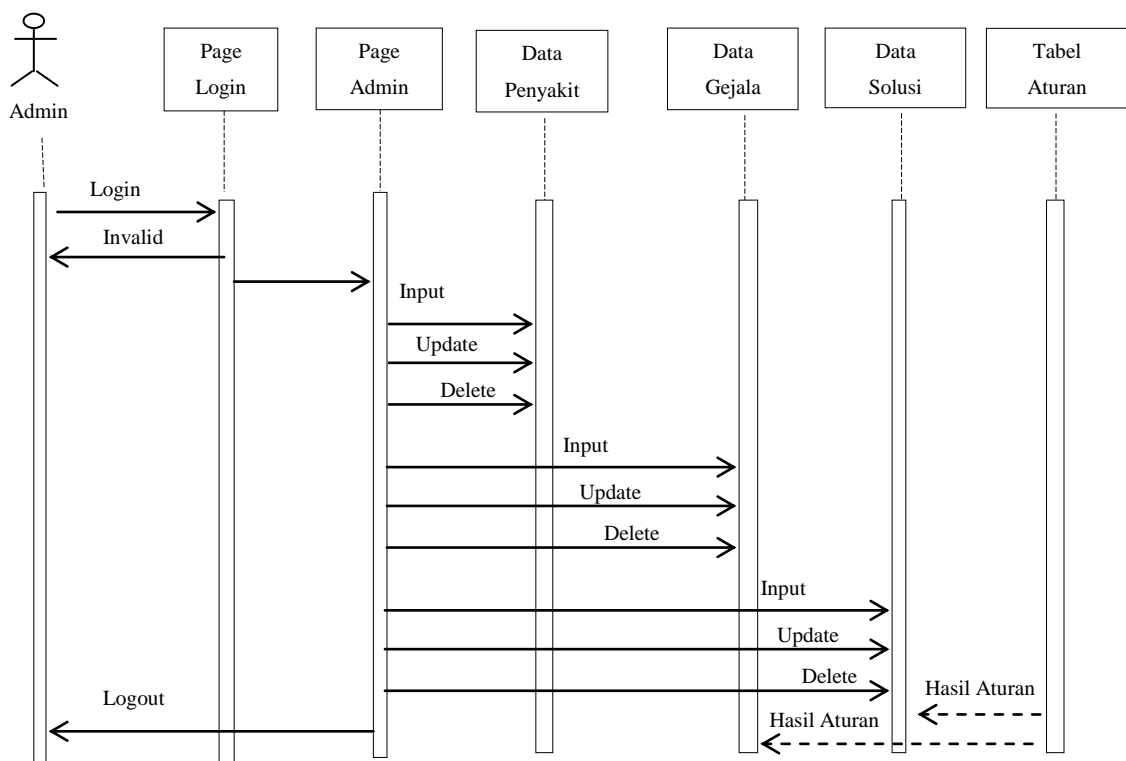 Admin
Page
Login
Page
Admin
Data
Penyakit
Data
Gejala
Data
Solusi
Tabel
Aturan
Login
Invalid
Input
Update
Delete
Input
Update
Delete
Input
Update
Delete
Hasil Aturan
Logout
Hasil Aturan